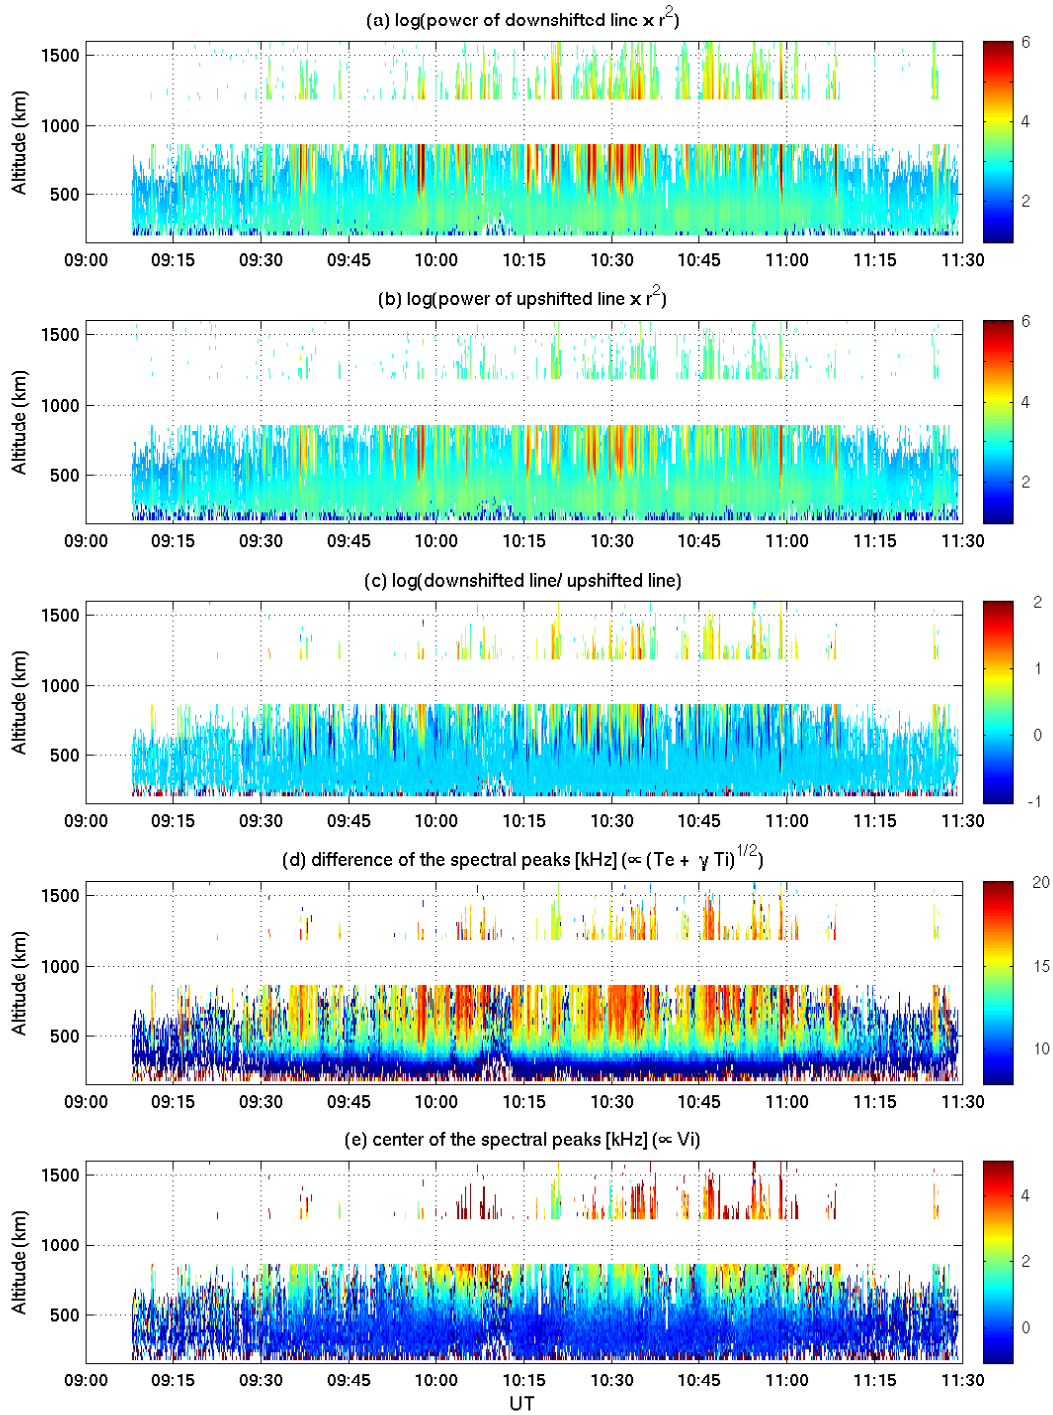 (a) log(power of downshifted line x r²)
1500
1000
500
Altitude (km)
6
4
2
09:00 09:15 09:30 09:45 10:00 10:15 10:30 10:45 11:00 11:15 11:30
(b) log(power of upshifted line x r²)
1500
1000
500
Altitude (km)
6
4
2
09:00 09:15 09:30 09:45 10:00 10:15 10:30 10:45 11:00 11:15 11:30
(c) log(downshifted line/ upshifted line)
1500
1000
500
Altitude (km)
2
1
0
-1
09:00 09:15 09:30 09:45 10:00 10:15 10:30 10:45 11:00 11:15 11:30
(d) difference of the spectral peaks [kHz] (∝ (Te + γ Ti)^1/2)
1500
1000
500
Altitude (km)
20
15
10
09:00 09:15 09:30 09:45 10:00 10:15 10:30 10:45 11:00 11:15 11:30
(e) center of the spectral peaks [kHz] (∝ Vi)
1500
1000
500
Altitude (km)
4
2
0
09:00 09:15 09:30 09:45 10:00 10:15 10:30 10:45 11:00 11:15 11:30
UT